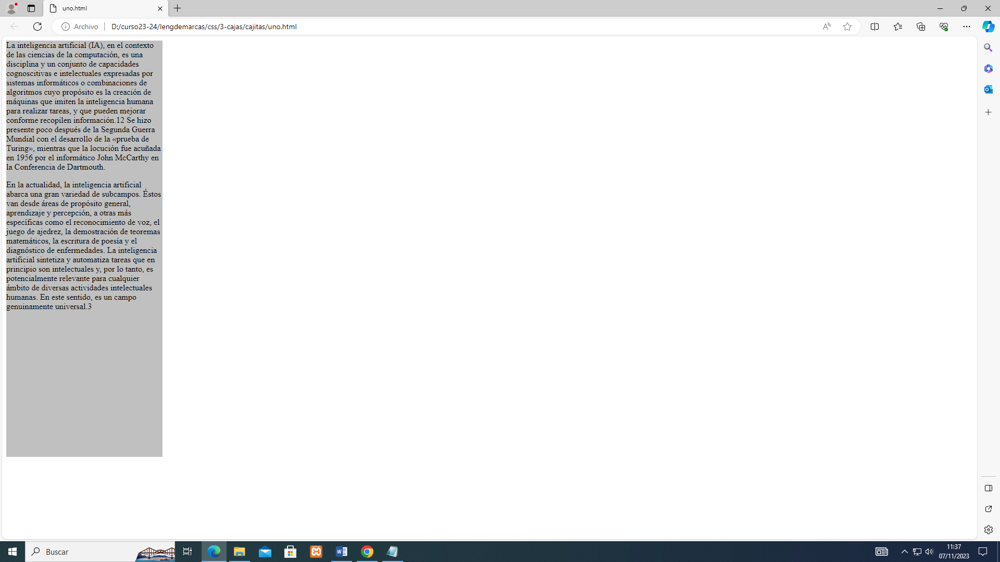 uno.html
Archivo
D:/curso23-24/lengdemarcas/css/3-cajas/cajitas/uno.html
La inteligencia artificial (IA), en el contexto
de las ciencias de la computación, es una
disciplina y un conjunto de capacidades
cognoscitivas e intelectuales expresadas por
sistemas informáticos o combinaciones de
algoritmos cuyo propósito es la creación de
máquinas que imiten la inteligencia humana
para realizar tareas, y que pueden mejorar
conforme recopilen información.12 Se hizo
presente poco después de la Segunda Guerra
Mundial con el desarrollo de la «prueba de
Turing», mientras que la locución fue acuñada
en 1956 por el informático John McCarthy en
la Conferencia de Dartmouth.
En la actualidad, la inteligencia artificial
abarca una gran variedad de subcampos. Éstos
van desde áreas de propósito general,
aprendizaje y percepción, a otras más
específicas como el reconocimiento de voz, el
juego de ajedrez, la demostración de teoremas
matemáticos, la escritura de poesía y el
diagnóstico de enfermedades. La inteligencia
artificial sintetiza y automatiza tareas que en
principio son intelectuales y, por lo tanto, es
potencialmente relevante para cualquier
ámbito de diversas actividades intelectuales
humanas. En este sentido, es un campo
genuinamente universal.3
Buscar
11:37
07/11/2023